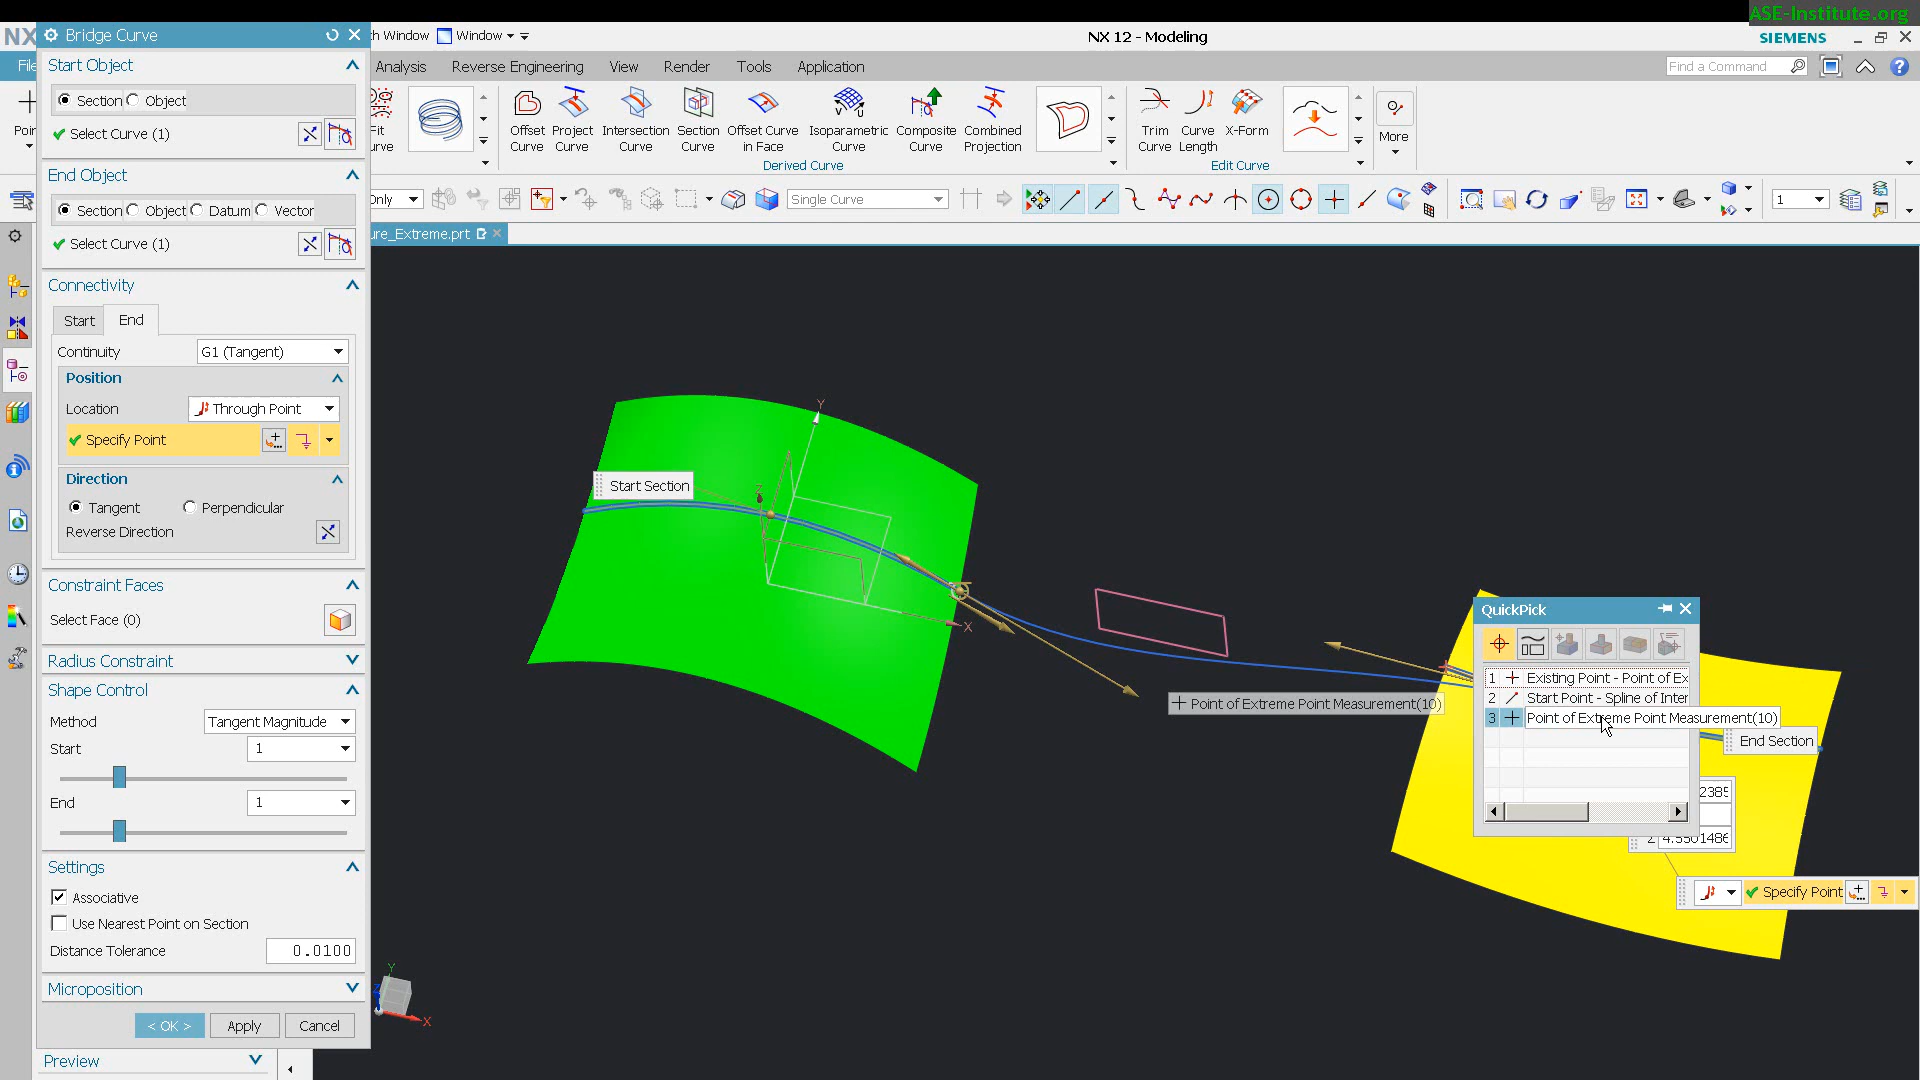 ASE-Institute.org
NX
Bridge Curve
Window
Window
NX 12 - Modeling
SIEMENS
Analysis
Reverse Engineering
View
Render
Tools
Application
Find a Command
Start Object
Section
Object
Select Curve (1)
Offset Curve
Project Curve
Intersection Curve
Section Curve
Offset Curve in Face
Isoparametric Curve
Composite Curve
Combined Projection
Derived Curve
Trim Curve
Curve Length
X-Form
Edit Curve
More
End Object
Section
Object
Datum
Vector
Select Curve (1)
Single Curve
1
ure_Extreme.prt
Connectivity
Start
End
Continuity
G1 (Tangent)
Position
Location
Through Point
Specify Point
Direction
Tangent
Perpendicular
Reverse Direction
Constraint Faces
Select Face (0)
Radius Constraint
Shape Control
Method
Tangent Magnitude
Start
1
End
1
Settings
Associative
Use Nearest Point on Section
Distance Tolerance
0.0100
Microposition
< OK >
Apply
Cancel
Preview
Start Section
Y
Z
X
Point of Extreme Point Measurement(10)
QuickPick
1 Existing Point - Point of Ex
2 Start Point - Spline of Inter
3 Point of Extreme Point Measurement(10)
End Section
Specify Point
Y
X